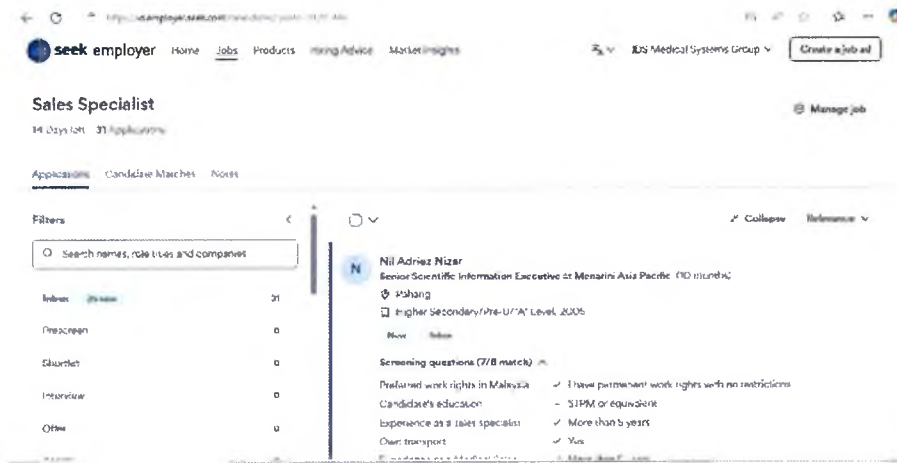 seek employer Home Jobs Products Hiring Advice Market insights
IDS Medical Systems Group
Create a job ad
Sales Specialist
Manage job
14 Days left 31 Applications
Applications Candidate Matches Notes
Filters
Collapse Relevance
Search names, role titles and companies
N
Nil Adriez Nizar
Senior Scientific Information Executive at Menarini Asia Pacific (10 months)
Pahang
Higher Secondary/Pre-U/"A" Level, 2005
New Inbox
Inbox 31
Prescreen 0
Shortlist 0
Interview 0
Offer 0
Screening questions (7/8 match)
Preferred work rights in Malaysia I have permanent work rights with no restrictions
Candidate's education STPM or equivalent
Experience as a sales specialist More than 5 years
Own transport Yes